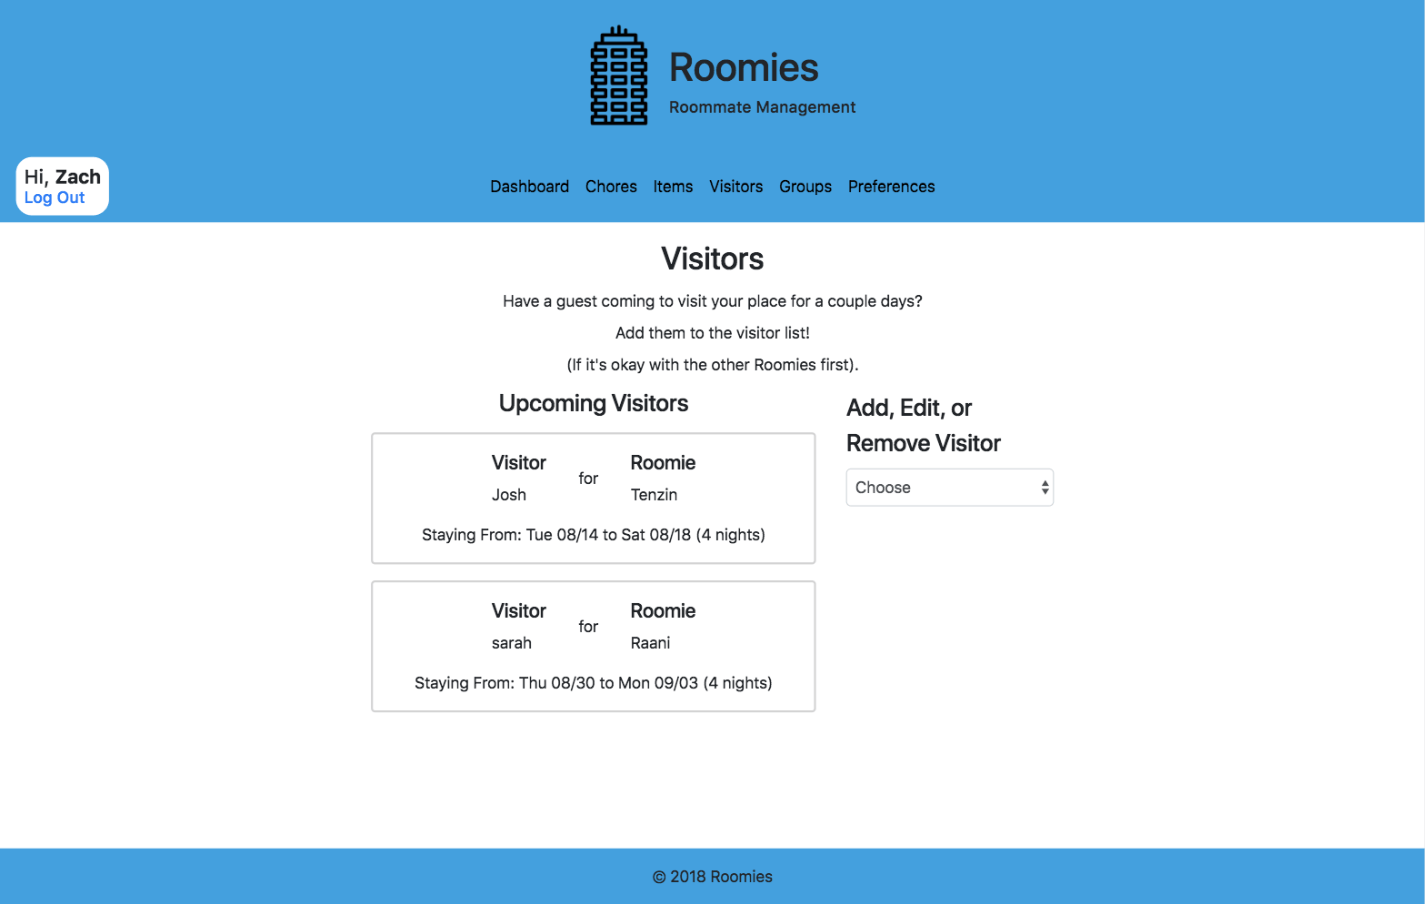 Roomies
Roommate Management
Hi, Zach
Log Out
Dashboard Chores Items Visitors Groups Preferences
Visitors
Have a guest coming to visit your place for a couple days?
Add them to the visitor list!
(If it's okay with the other Roomies first).
Upcoming Visitors
Visitor for Roomie
Josh Tenzin
Staying From: Tue 08/14 to Sat 08/18 (4 nights)
Visitor for Roomie
sarah Raani
Staying From: Thu 08/30 to Mon 09/03 (4 nights)
Add, Edit, or
Remove Visitor
Choose
© 2018 Roomies